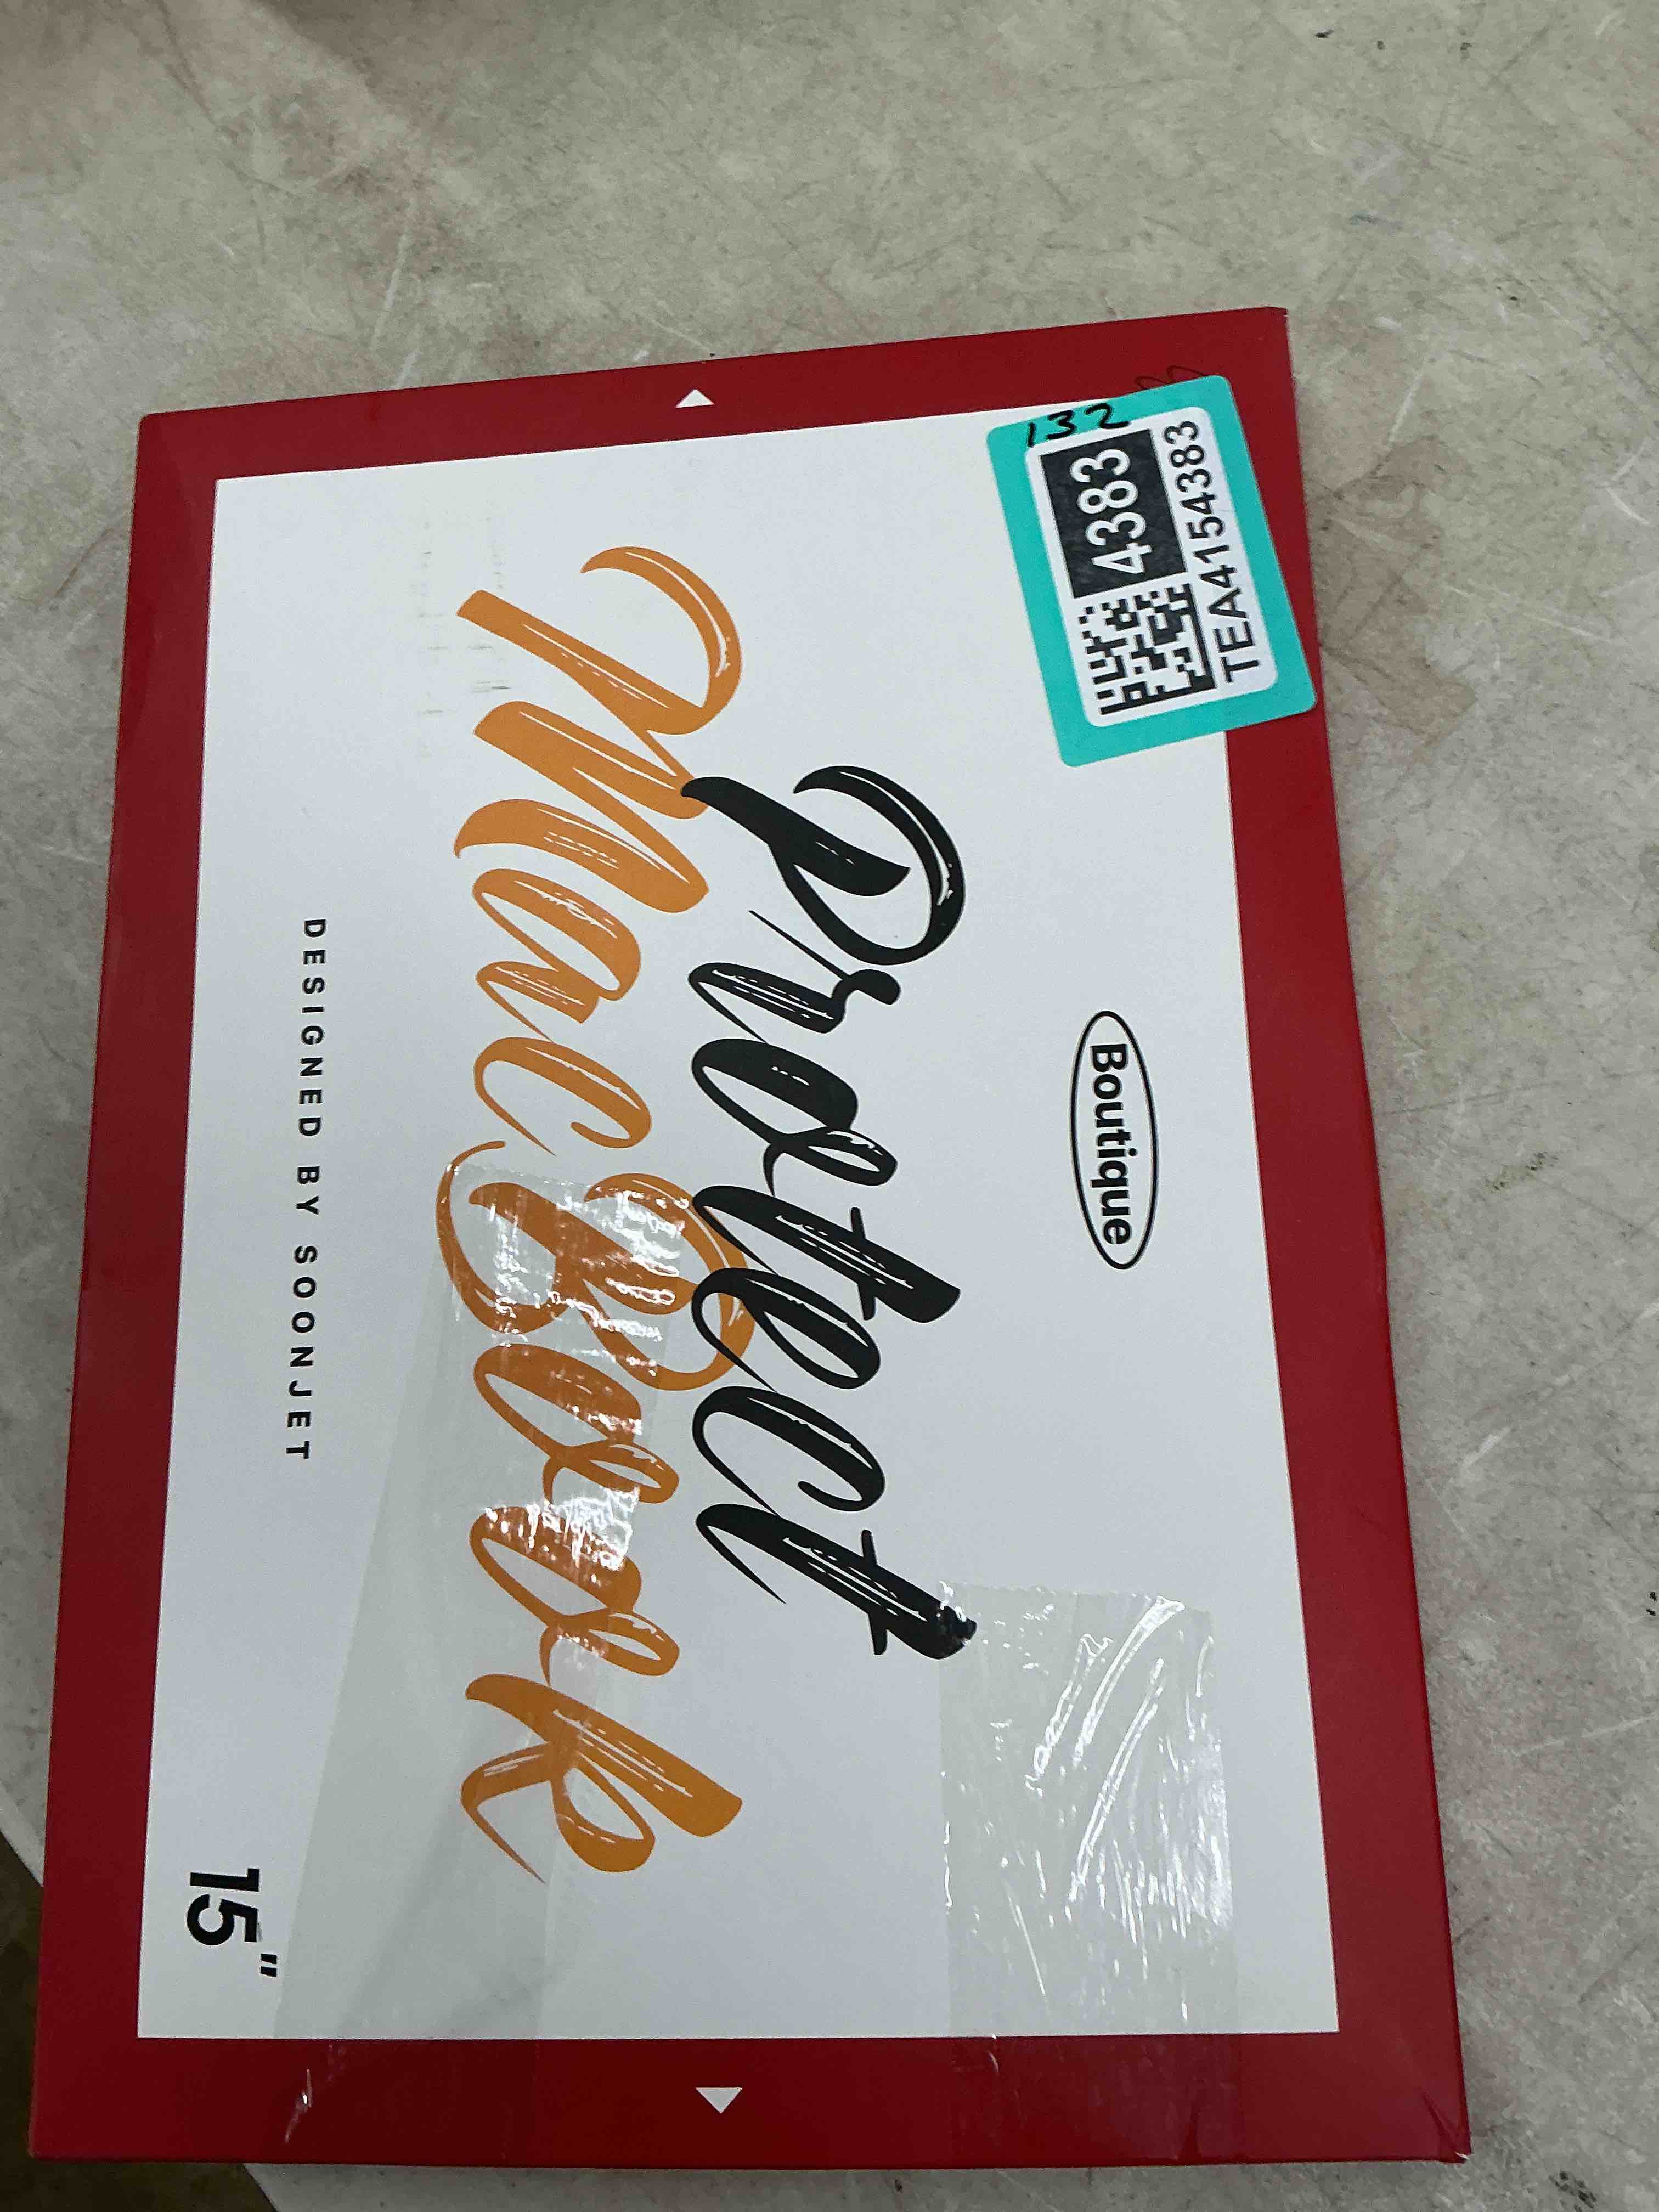 Boutique
Protect
MacBook
DESIGNED BY SOONJET
15"
132
4383
TEA4154383